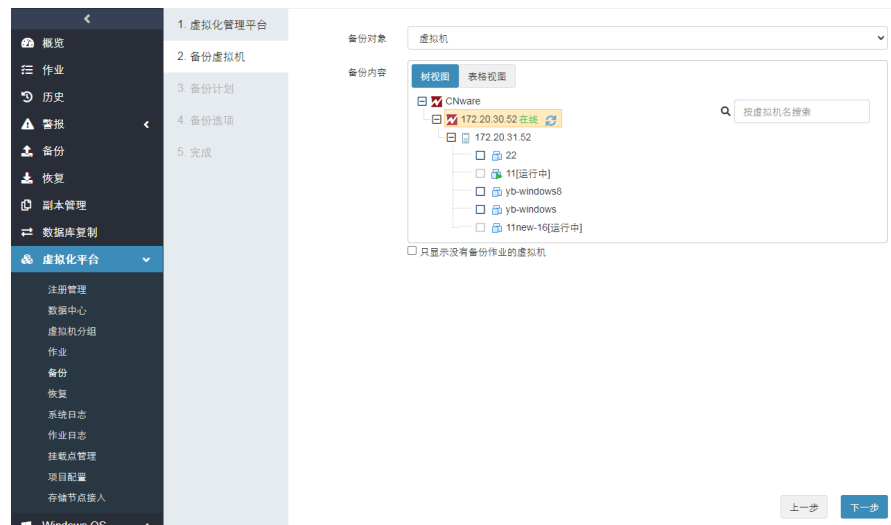 概览
作业
历史
警报
备份
恢复
副本管理
数据库复制
虚拟化平台
注册管理
数据中心
虚拟机分组
作业
备份
恢复
系统日志
作业日志
挂载点管理
项目配置
存储节点接入
Windows OS
1. 虚拟化管理平台
2. 备份虚拟机
3. 备份计划
4. 备份选项
5. 完成
备份对象
虚拟机
备份内容
树视图 表格视图
CNware
172.20.30.52 在线
172.20.31.52
22
11[运行中]
yb-windows8
yb-windows
11new-16[运行中]
按虚拟机名搜索
只显示没有备份作业的虚拟机
上一步 下一步